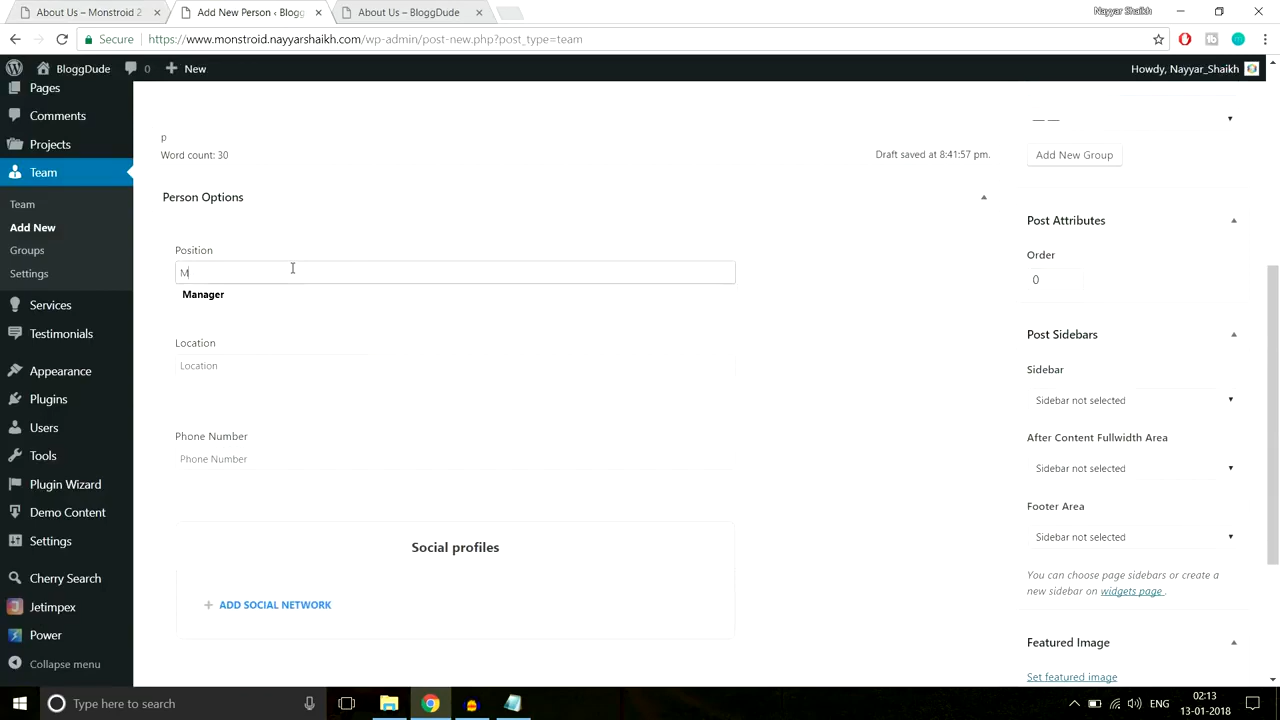 About Us – Monstroid 2
Add New Person ‹ Blogg
About Us – BloggDude
Nayyar Shaikh
Secure
https://www.monstroid.nayyarshaikh.com/wp-admin/post-new.php?post_type=team
BloggDude
0
New
Howdy, Nayyar_Shaikh
Pages
Comments
Projects
Team
Team
Add New
Groups
Settings
Services
Testimonials
Appearance
Plugins
Users
Tools
Plugin Wizard
Demo Content
Settings
Cherry Search
Jetimpex
Power
Collapse menu
p
Word count: 30
Draft saved at 8:41:57 pm.
Person Options
Position
M
Manager
Location
Location
Phone Number
Phone Number
Social profiles
+ ADD SOCIAL NETWORK
— —
Add New Group
Post Attributes
Order
0
Post Sidebars
Sidebar
Sidebar not selected
After Content Fullwidth Area
Sidebar not selected
Footer Area
Sidebar not selected
You can choose page sidebars or create a
new sidebar on widgets page .
Featured Image
Set featured image
Type here to search
ENG
02:13
13-01-2018